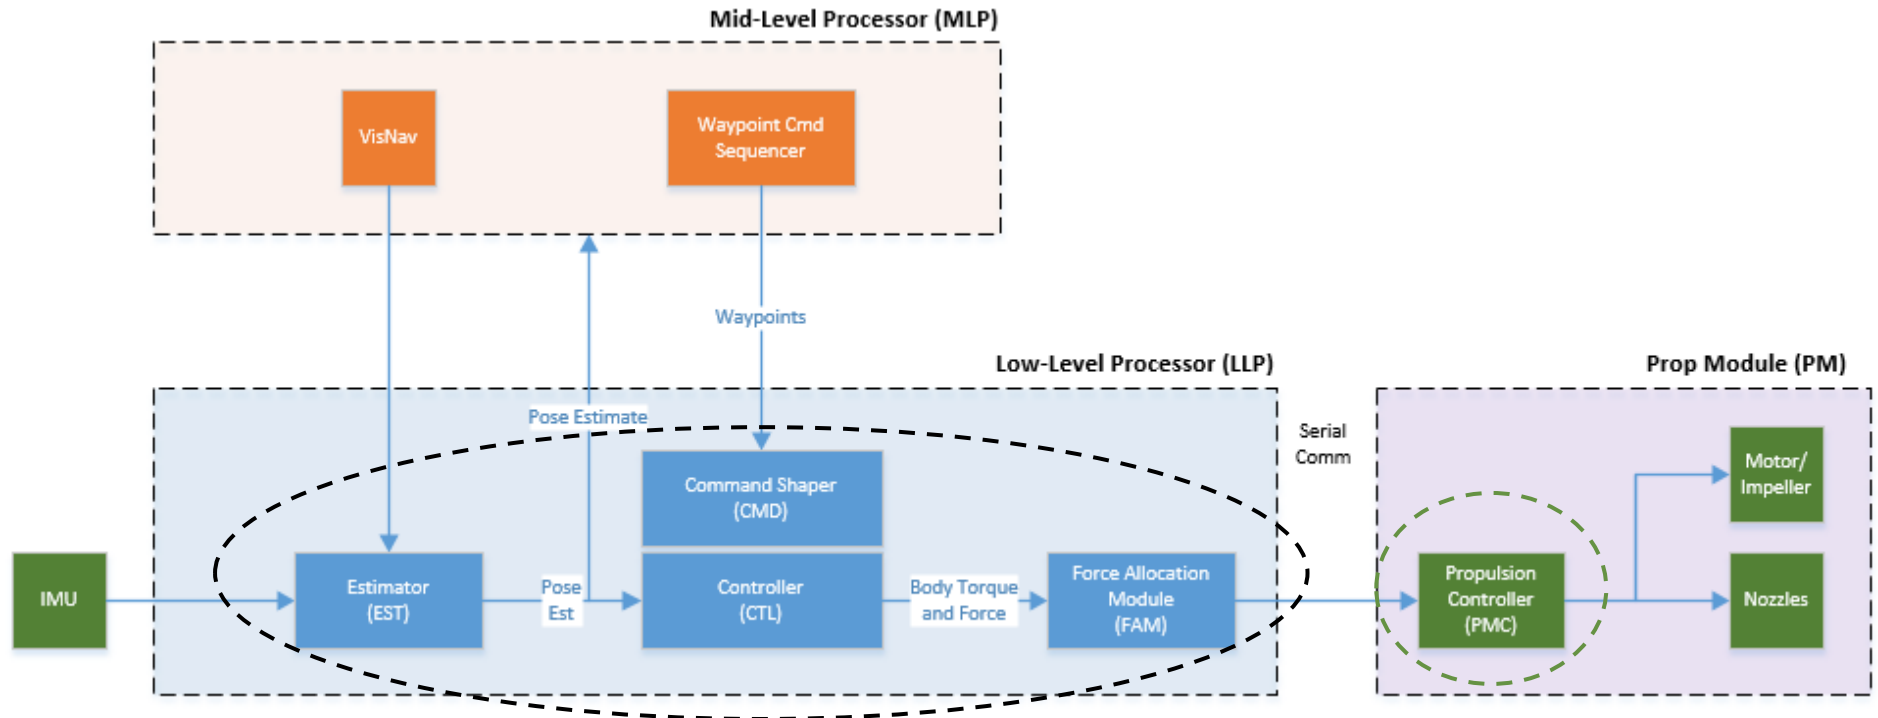 Mid-Level Processor (MLP)
VisNav
Waypoint Cmd
Sequencer
Waypoints
Low-Level Processor (LLP)
Prop Module (PM)
Pose Estimate
Serial
Comm
Command Shaper
(CMD)
Motor/
Impeller
IMU
Estimator
(EST)
Pose
Est
Controller
(CTL)
Body Torque
and Force
Force Allocation
Module
(FAM)
Propulsion
Controller
(PMC)
Nozzles